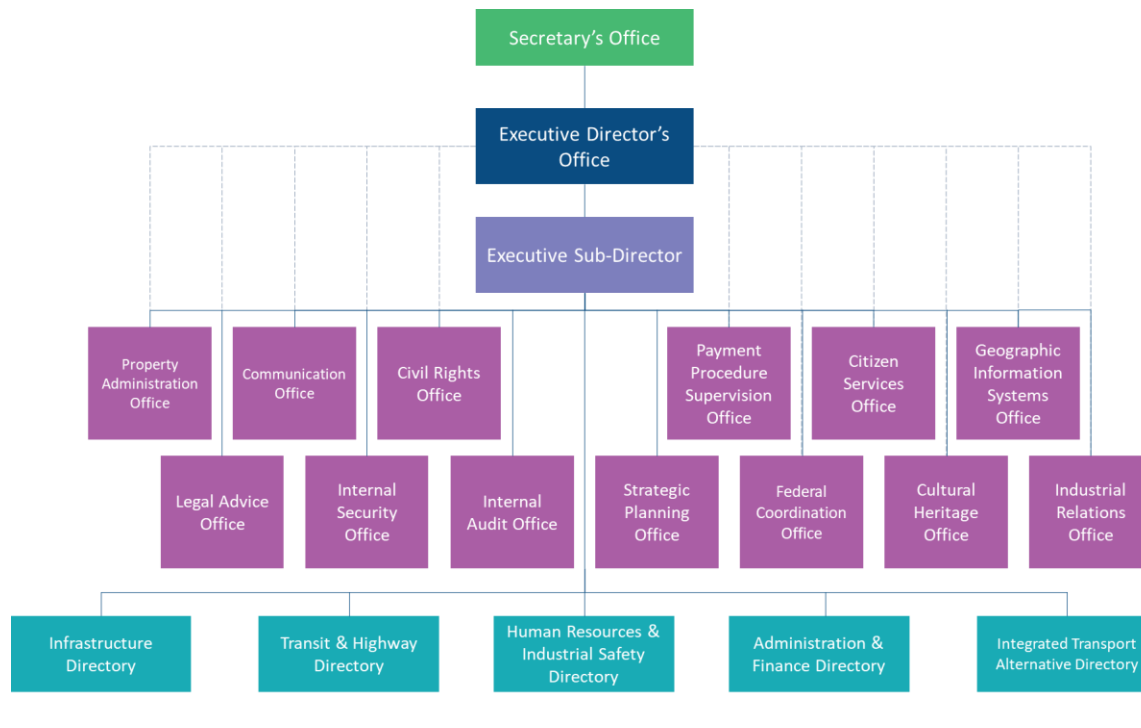 Secretary's Office
Executive Director's
Office
Executive Sub-Director
Property
Administration
Office
Communication
Office
Civil Rights
Office
Payment
Procedure
Supervision
Office
Citizen
Services
Office
Geographic
Information
Systems
Office
Legal Advice
Office
Internal
Security
Office
Internal
Audit Office
Strategic
Planning
Office
Federal
Coordination
Office
Cultural
Heritage
Office
Industrial
Relations
Office
Infrastructure
Directory
Transit & Highway
Directory
Human Resources &
Industrial Safety
Directory
Administration &
Finance Directory
Integrated Transport
Alternative Directory